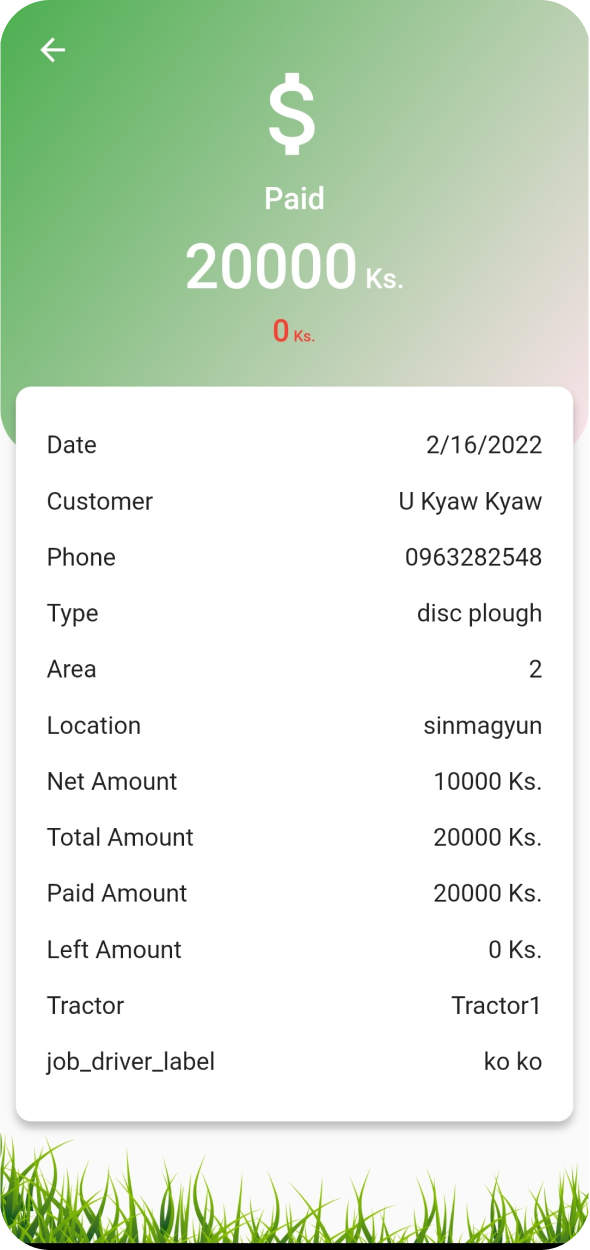 $
Paid
20000 Ks.
0 Ks.
Date 2/16/2022
Customer U Kyaw Kyaw
Phone 0963282548
Type disc plough
Area 2
Location sinmagyun
Net Amount 10000 Ks.
Total Amount 20000 Ks.
Paid Amount 20000 Ks.
Left Amount 0 Ks.
Tractor Tractor1
job_driver_label ko ko